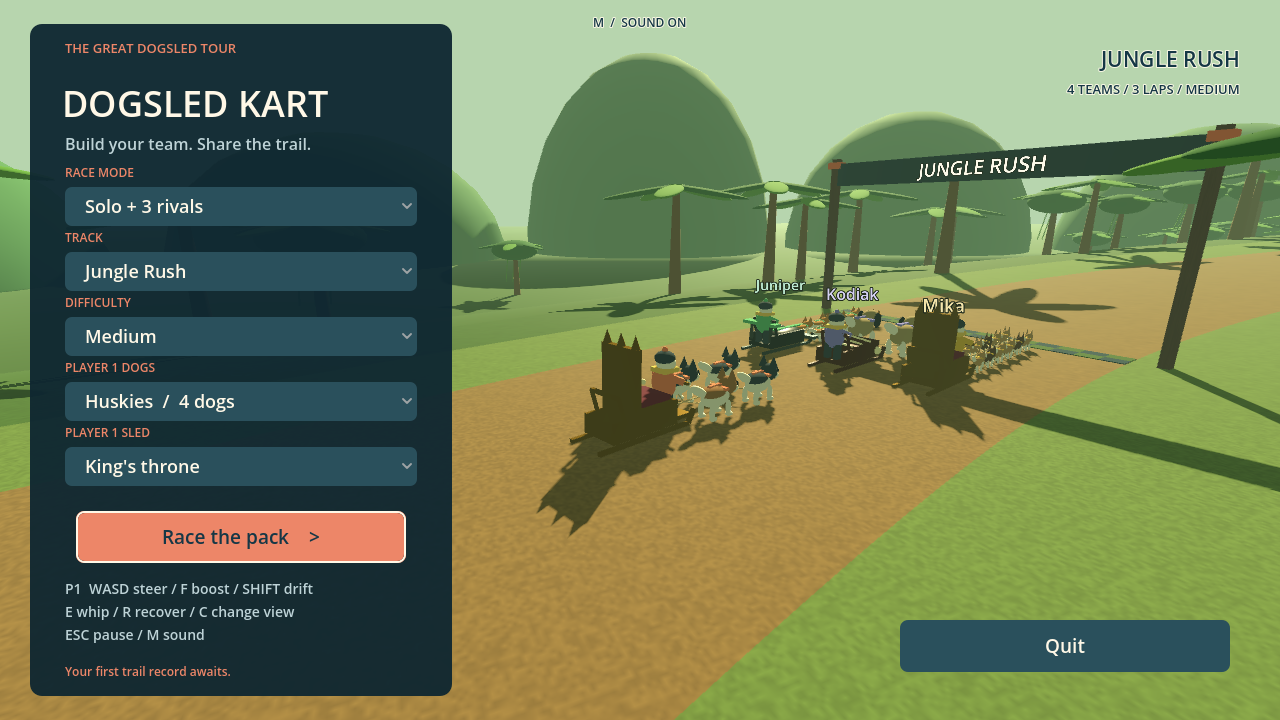 M / SOUND ON
THE GREAT DOGSLED TOUR
DOGSLED KART
Build your team. Share the trail.
RACE MODE
Solo + 3 rivals
TRACK
Jungle Rush
DIFFICULTY
Medium
PLAYER 1 DOGS
Huskies / 4 dogs
PLAYER 1 SLED
King's throne
Race the pack >
P1 WASD steer / F boost / SHIFT drift
E whip / R recover / C change view
ESC pause / M sound
Your first trail record awaits.
JUNGLE RUSH
4 TEAMS / 3 LAPS / MEDIUM
JUNGLE RUSH
Juniper
Kodiak
Mika
Quit